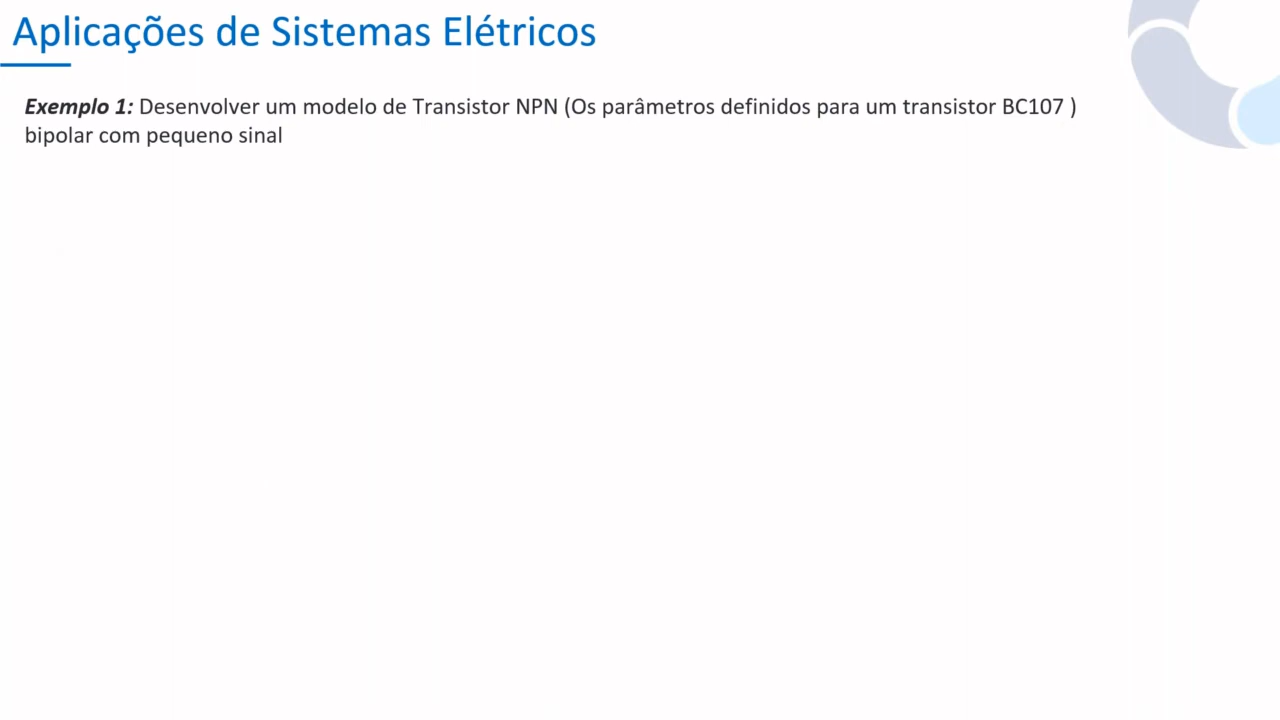 Aplicações de Sistemas Elétricos
Exemplo 1: Desenvolver um modelo de Transistor NPN (Os parâmetros definidos para um transistor BC107 )
bipolar com pequeno sinal